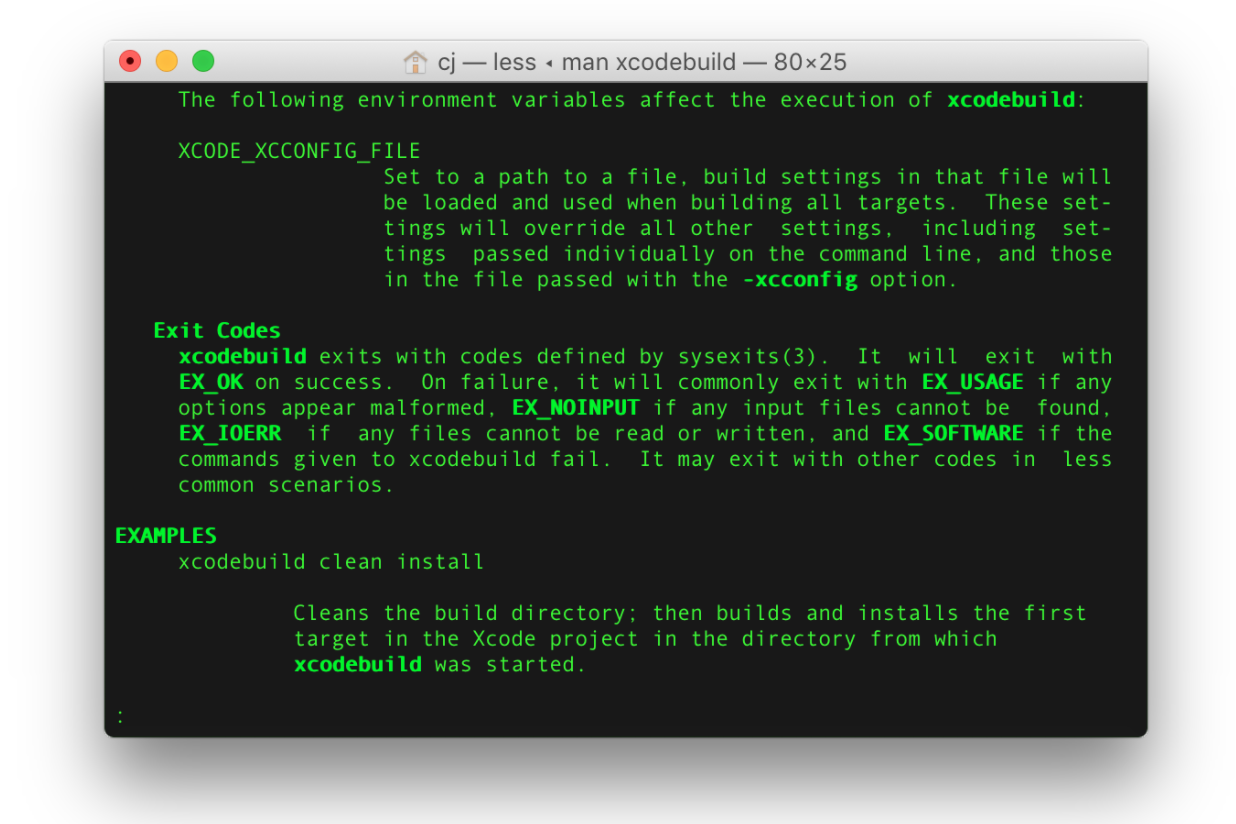 cj — less ◂ man xcodebuild — 80×25
The following environment variables affect the execution of xcodebuild:
XCODE_XCCONFIG_FILE
Set to a path to a file, build settings in that file will
be loaded and used when building all targets.  These set-
tings will override all other  settings,  including  set-
tings  passed individually on the command line, and those
in the file passed with the -xcconfig option.
Exit Codes
xcodebuild exits with codes defined by sysexits(3).  It  will  exit  with
EX_OK on success.  On failure, it will commonly exit with EX_USAGE if any
options appear malformed, EX_NOINPUT if any input files cannot be  found,
EX_IOERR  if  any files cannot be read or written, and EX_SOFTWARE if the
commands given to xcodebuild fail.  It may exit with other codes in  less
common scenarios.
EXAMPLES
xcodebuild clean install
Cleans the build directory; then builds and installs the first
target in the Xcode project in the directory from which
xcodebuild was started.
: